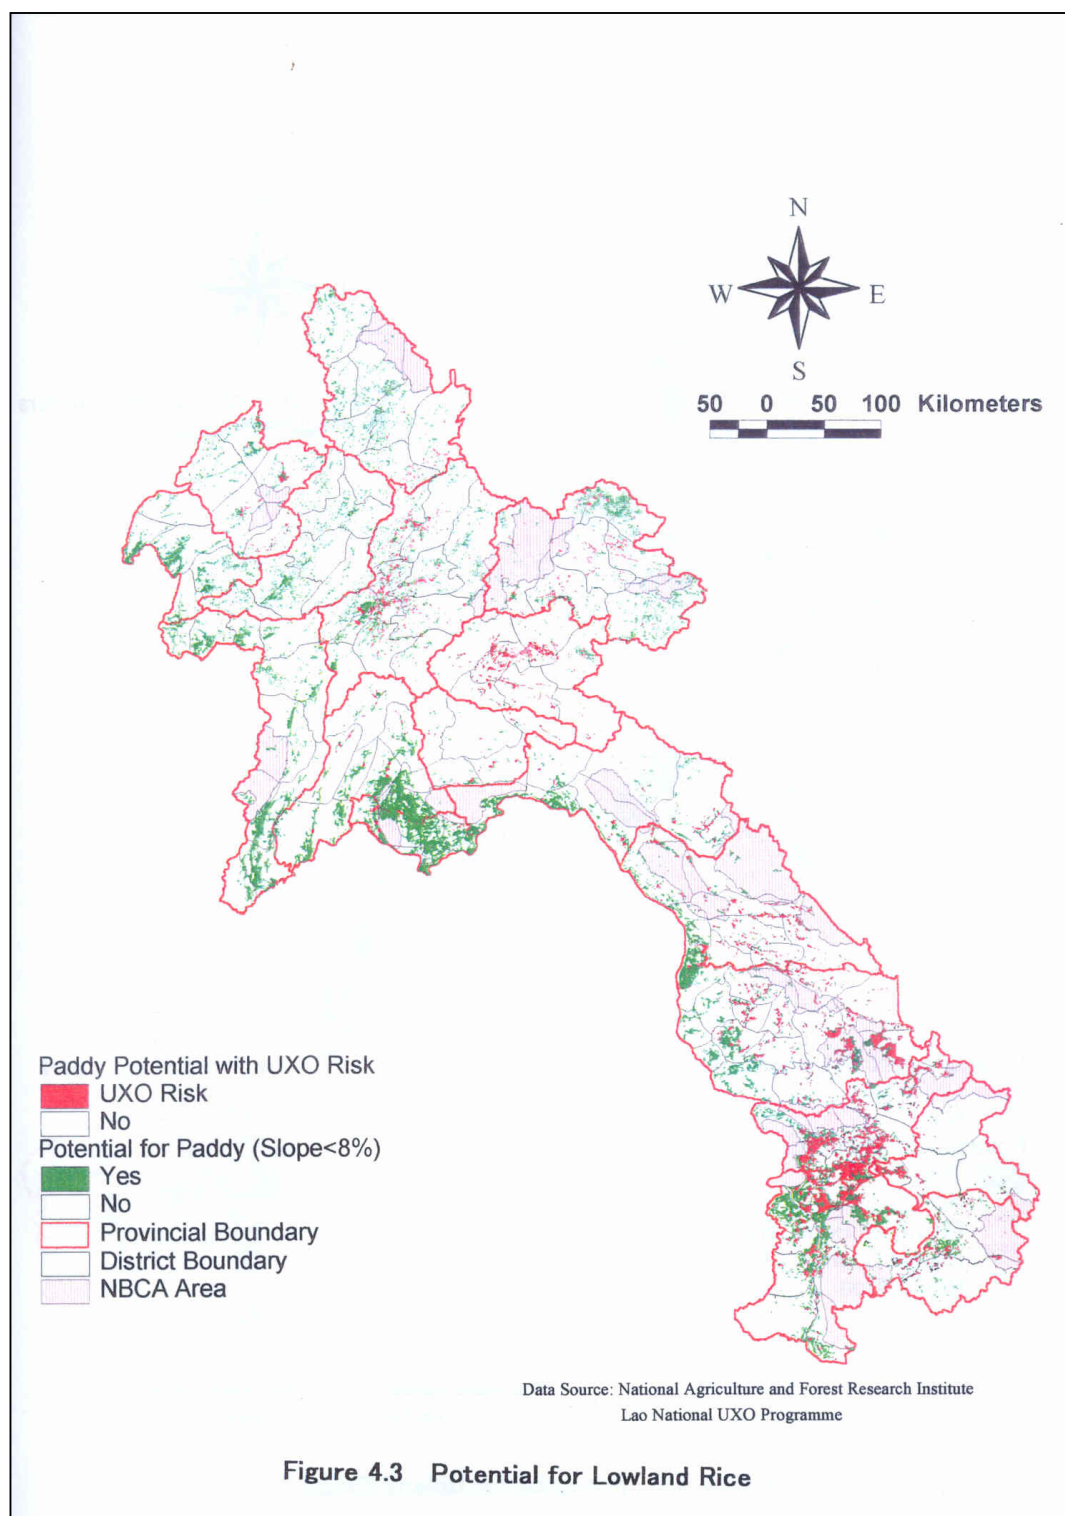 N
W E
S
50 0 50 100 Kilometers
Paddy Potential with UXO Risk
UXO Risk
No
Potential for Paddy (Slope<8%)
Yes
No
Provincial Boundary
District Boundary
NBCA Area
Data Source: National Agriculture and Forest Research Institute
Lao National UXO Programme
Figure 4.3 Potential for Lowland Rice